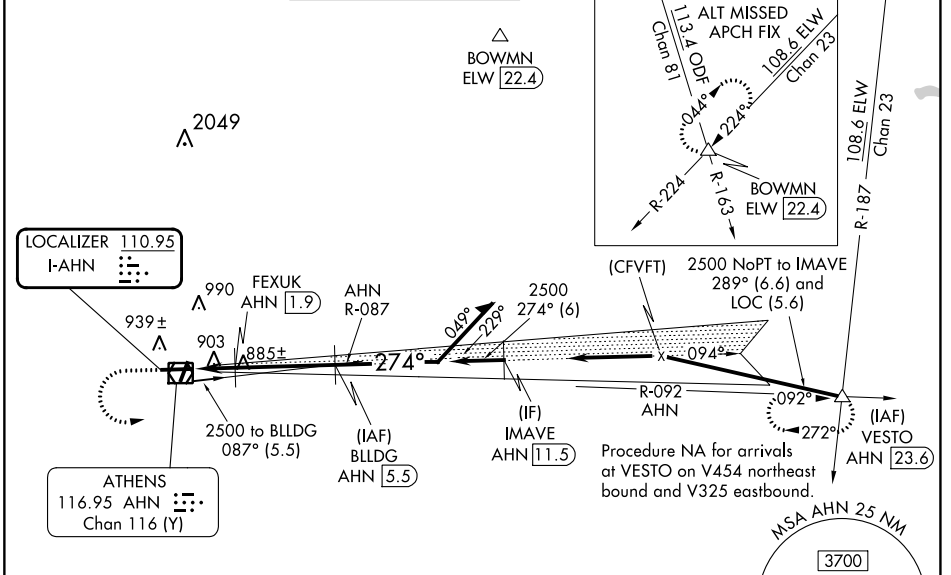 BOWMN
ELW 22.4
2049
ALT MISSED
APCH FIX
113.4 ODF
Chan 81
108.6 ELW
Chan 23
044°
224°
R-224
R-163
BOWMN
ELW 22.4
108.6 ELW
Chan 23
R-187
LOCALIZER 110.95
I-AHN
990
939±
903
885±
FEXUK
AHN 1.9
AHN
R-087
049°
229°
2500
274° (6)
(CFVFT)
2500 NoPT to IMAVE
289° (6.6) and
LOC (5.6)
274°
094°
R-092
AHN
092°
272°
2500 to BLLDG
087° (5.5)
(IAF)
BLLDG
AHN 5.5
(IF)
IMAVE
AHN 11.5
(IAF)
VESTO
AHN 23.6
Procedure NA for arrivals
at VESTO on V454 northeast
bound and V325 eastbound.
ATHENS
116.95 AHN
Chan 116 (Y)
MSA AHN 25 NM
3700
x